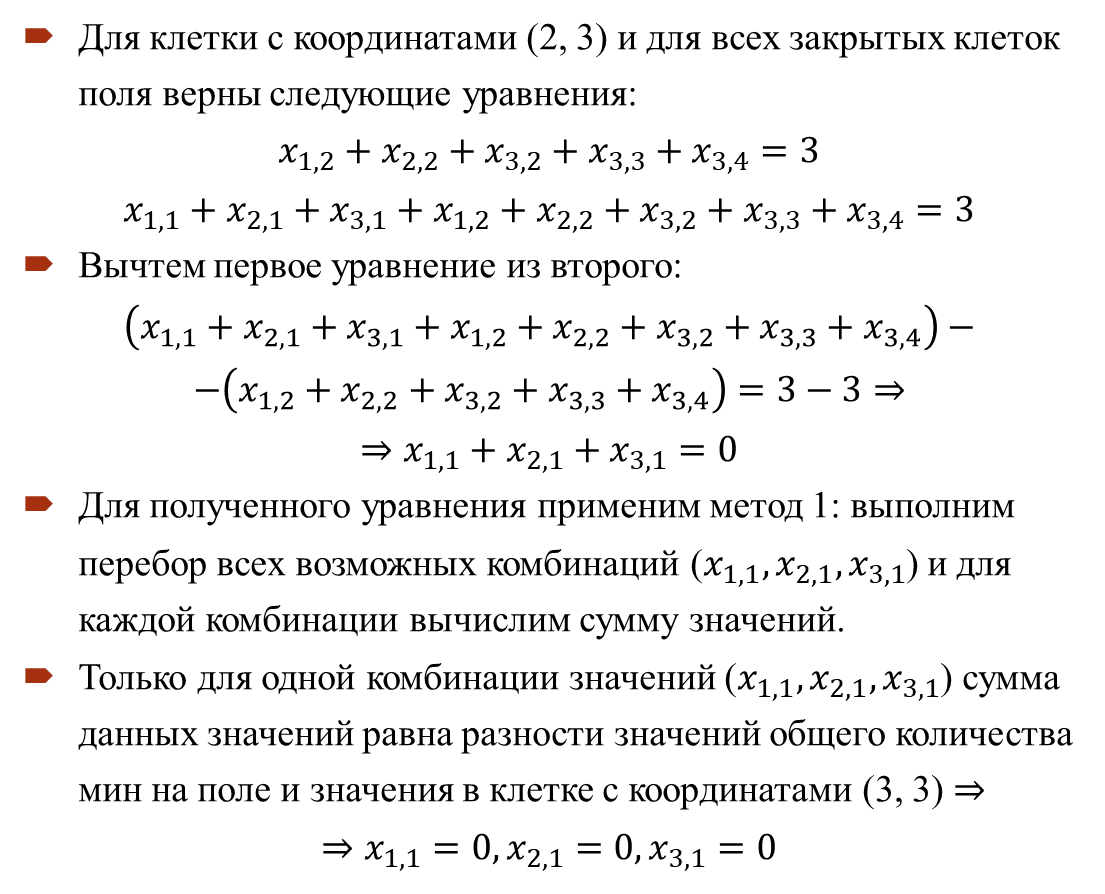 Для клетки с координатами (2, 3) и для всех закрытых клеток
поля верны следующие уравнения:
x₁,₂ + x₂,₂ + x₃,₂ + x₃,₃ + x₃,₄ = 3
x₁,₁ + x₂,₁ + x₃,₁ + x₁,₂ + x₂,₂ + x₃,₂ + x₃,₃ + x₃,₄ = 3
Вычтем первое уравнение из второго:
(x₁,₁ + x₂,₁ + x₃,₁ + x₁,₂ + x₂,₂ + x₃,₂ + x₃,₃ + x₃,₄) −
−(x₁,₂ + x₂,₂ + x₃,₂ + x₃,₃ + x₃,₄) = 3 − 3 ⇒
⇒ x₁,₁ + x₂,₁ + x₃,₁ = 0
Для полученного уравнения применим метод 1: выполним
перебор всех возможных комбинаций (x₁,₁, x₂,₁, x₃,₁) и для
каждой комбинации вычислим сумму значений.
Только для одной комбинации значений (x₁,₁, x₂,₁, x₃,₁) сумма
данных значений равна разности значений общего количества
мин на поле и значения в клетке с координатами (3, 3) ⇒
⇒ x₁,₁ = 0, x₂,₁ = 0, x₃,₁ = 0